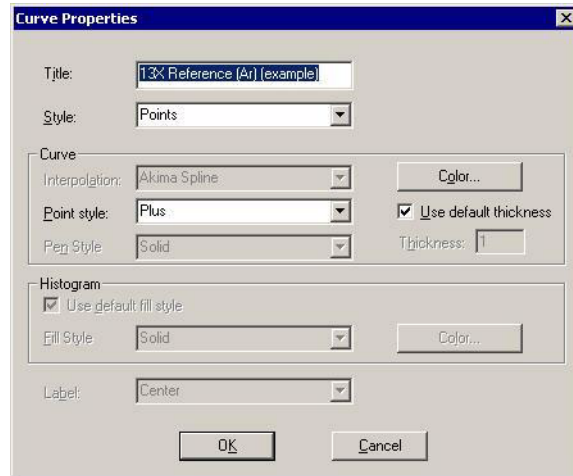 Curve Properties
Title: 13X Reference (Ar) (example)
Style: Points
Curve
Interpolation: Akima Spline
Color...
Point style: Plus
Use default thickness
Pen Style Solid
Thickness: 1
Histogram
Use default fill style
Fill Style Solid
Color...
Label: Center
OK
Cancel